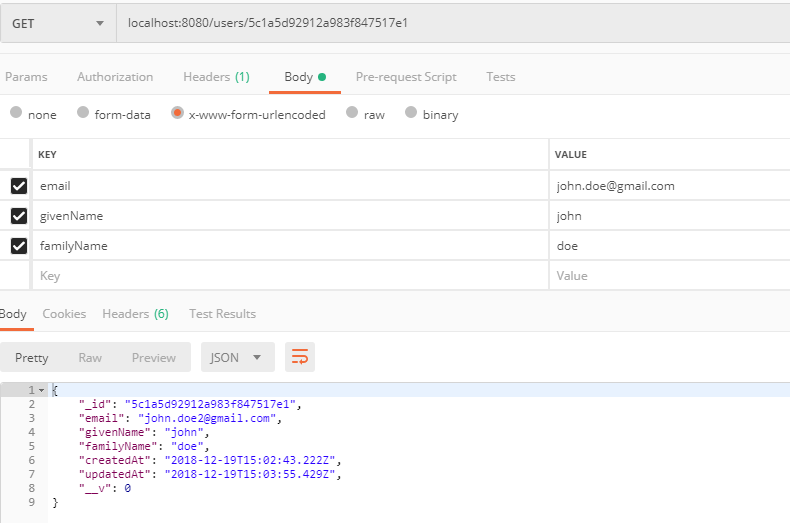 GET localhost:8080/users/5c1a5d92912a983f847517e1
Params Authorization Headers (1) Body Pre-request Script Tests
none form-data x-www-form-urlencoded raw binary
KEY VALUE
email john.doe@gmail.com
givenName john
familyName doe
Key Value
Body Cookies Headers (6) Test Results
Pretty Raw Preview JSON
1 {
2 "_id": "5c1a5d92912a983f847517e1",
3 "email": "john.doe2@gmail.com",
4 "givenName": "john",
5 "familyName": "doe",
6 "createdAt": "2018-12-19T15:02:43.222Z",
7 "updatedAt": "2018-12-19T15:03:55.429Z",
8 "__v": 0
9 }